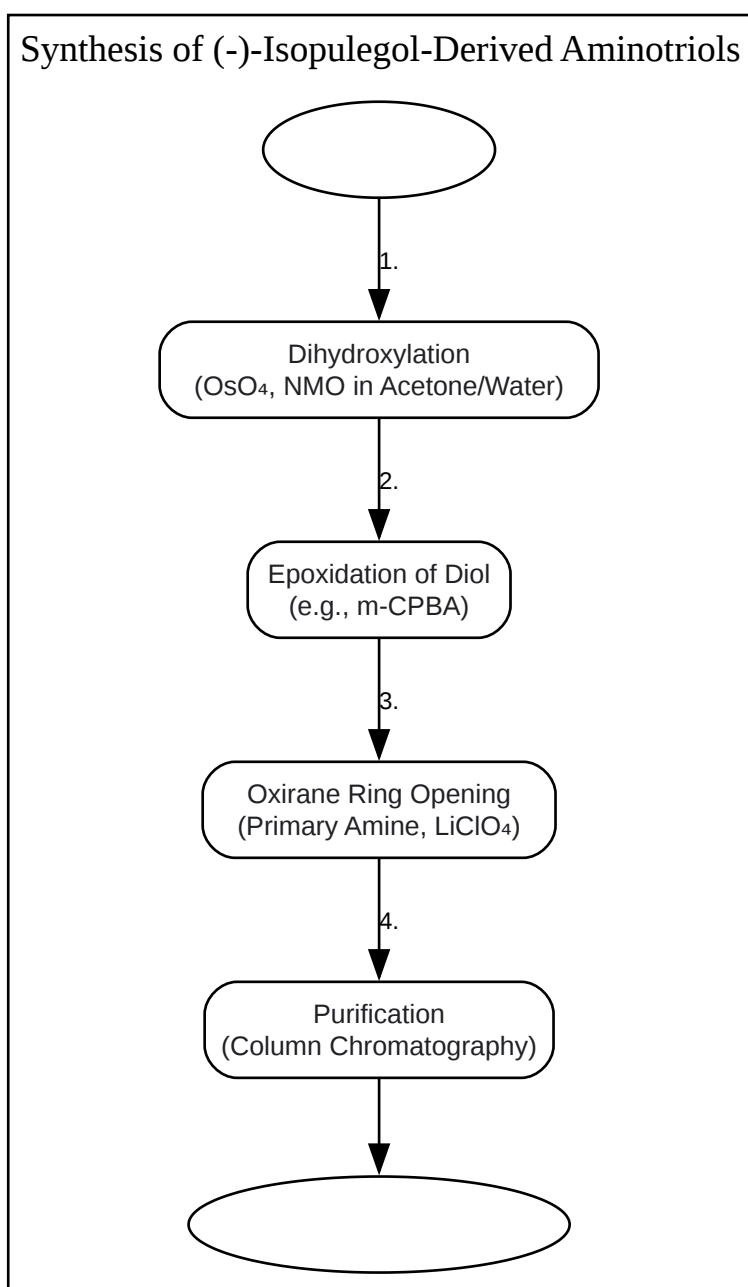 Synthesis of (-)-Isopulegol-Derived Aminotriols
1.
Dihydroxylation
(OsO₄, NMO in Acetone/Water)
2.
Epoxidation of Diol
(e.g., m-CPBA)
3.
Oxirane Ring Opening
(Primary Amine, LiClO₄)
4.
Purification
(Column Chromatography)